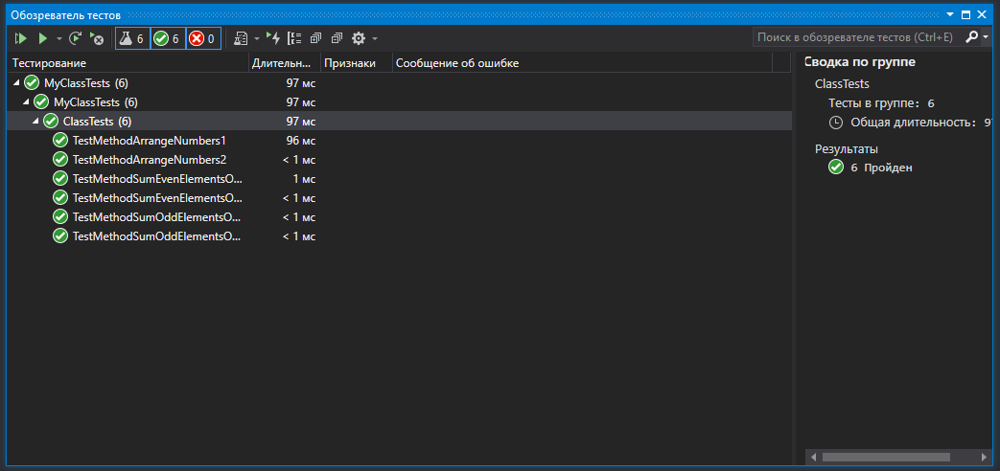 Обозреватель тестов
6 6 0 Поиск в обозревателе тестов (Ctrl+E)
Тестирование Длительн... Признаки Сообщение об ошибке
MyClassTests (6) 97 мс
MyClassTests (6) 97 мс
ClassTests (6) 97 мс
TestMethodArrangeNumbers1 96 мс
TestMethodArrangeNumbers2 < 1 мс
TestMethodSumEvenElementsO... 1 мс
TestMethodSumEvenElementsO... < 1 мс
TestMethodSumOddElementsO... < 1 мс
TestMethodSumOddElementsO... < 1 мс
Сводка по группе
ClassTests
Тесты в группе: 6
Общая длительность: 97
Результаты
6 Пройден